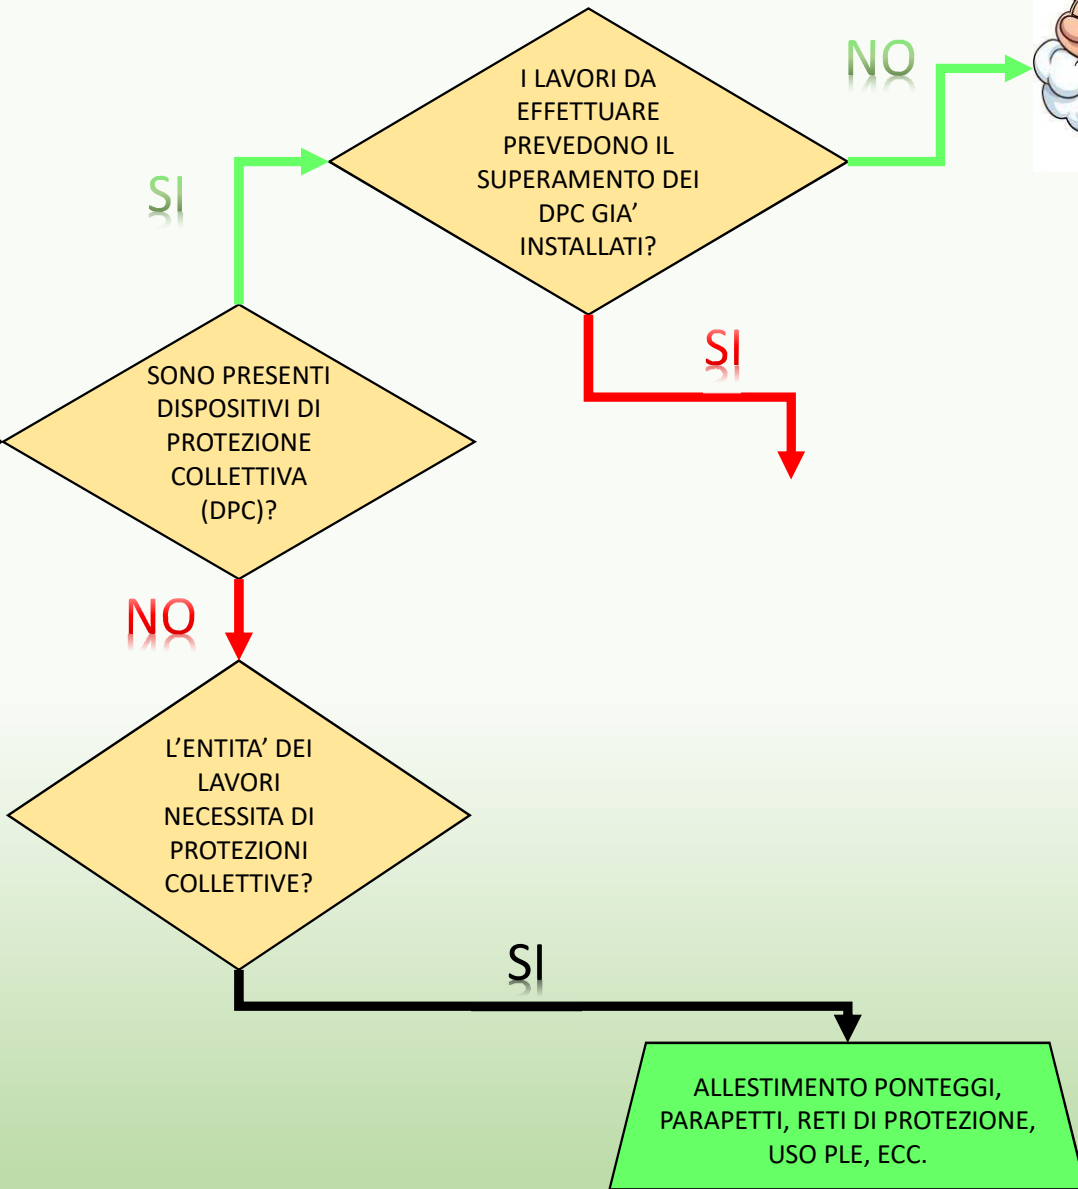 I LAVORI DA
EFFETTUARE
PREVEDONO IL
SUPERAMENTO DEI
DPC GIA’
INSTALLATI?
NO
SI
SI
SONO PRESENTI
DISPOSITIVI DI
PROTEZIONE
COLLETTIVA
(DPC)?
NO
L’ENTITA’ DEI
LAVORI
NECESSITA DI
PROTEZIONI
COLLETTIVE?
SI
ALLESTIMENTO PONTEGGI,
PARAPETTI, RETI DI PROTEZIONE,
USO PLE, ECC.